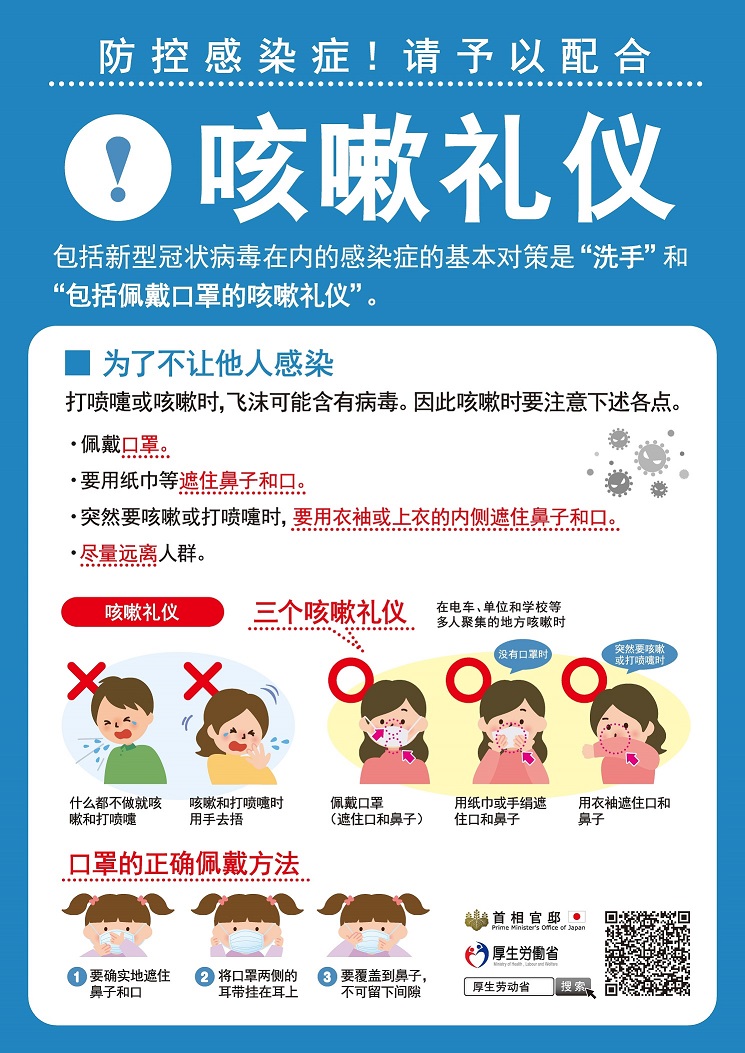 防控感染症！请予以配合
！咳嗽礼仪
包括新型冠状病毒在内的感染症的基本对策是“洗手”和
“包括佩戴口罩的咳嗽礼仪”。
■ 为了不让他人感染
打喷嚏或咳嗽时,飞沫可能含有病毒。因此咳嗽时要注意下述各点。
・佩戴口罩。
・要用纸巾等遮住鼻子和口。
・突然要咳嗽或打喷嚏时, 要用衣袖或上衣的内侧遮住鼻子和口。
・尽量远离人群。
咳嗽礼仪
三个咳嗽礼仪
在电车、单位和学校等
多人聚集的地方咳嗽时
没有口罩时
突然要咳嗽
或打喷嚏时
什么都不做就咳
嗽和打喷嚏
咳嗽和打喷嚏时
用手去捂
佩戴口罩
（遮住口和鼻子）
用纸巾或手绢遮
住口和鼻子
用衣袖遮住口和
鼻子
口罩的正确佩戴方法
1 要确实地遮住
鼻子和口
2 将口罩两侧的
耳带挂在耳上
3 要覆盖到鼻子，
不可留下间隙
首相官邸
Prime Minister's Office of Japan
厚生労働省
Ministry of Health, Labour and Welfare
厚生劳动省 搜索